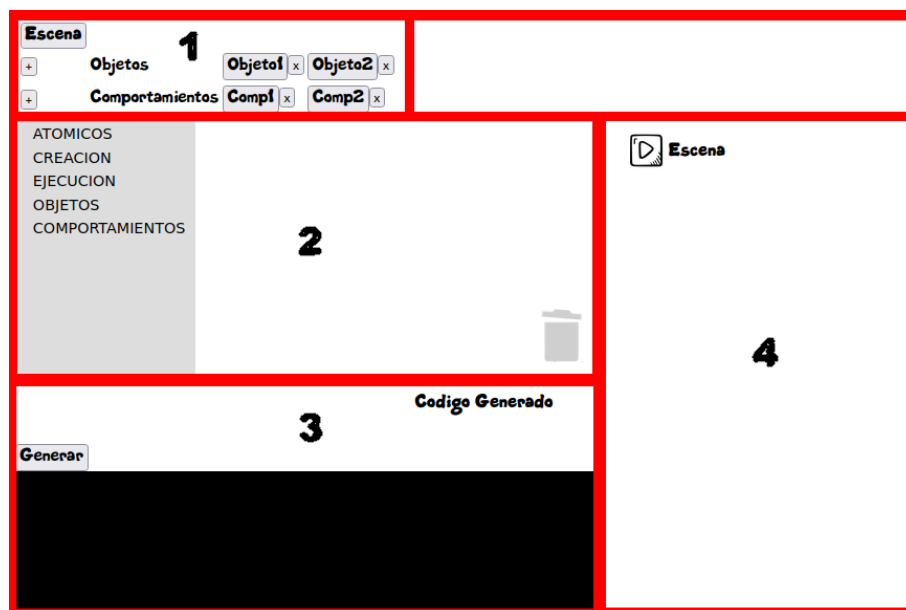 Escena
1
+ Objetos Objeto1 x Objeto2 x
+ Comportamientos Comp1 x Comp2 x
ATOMICOS
CREACION
EJECUCION
OBJETOS
COMPORTAMIENTOS
2
Escena
4
Codigo Generado
3
Generar